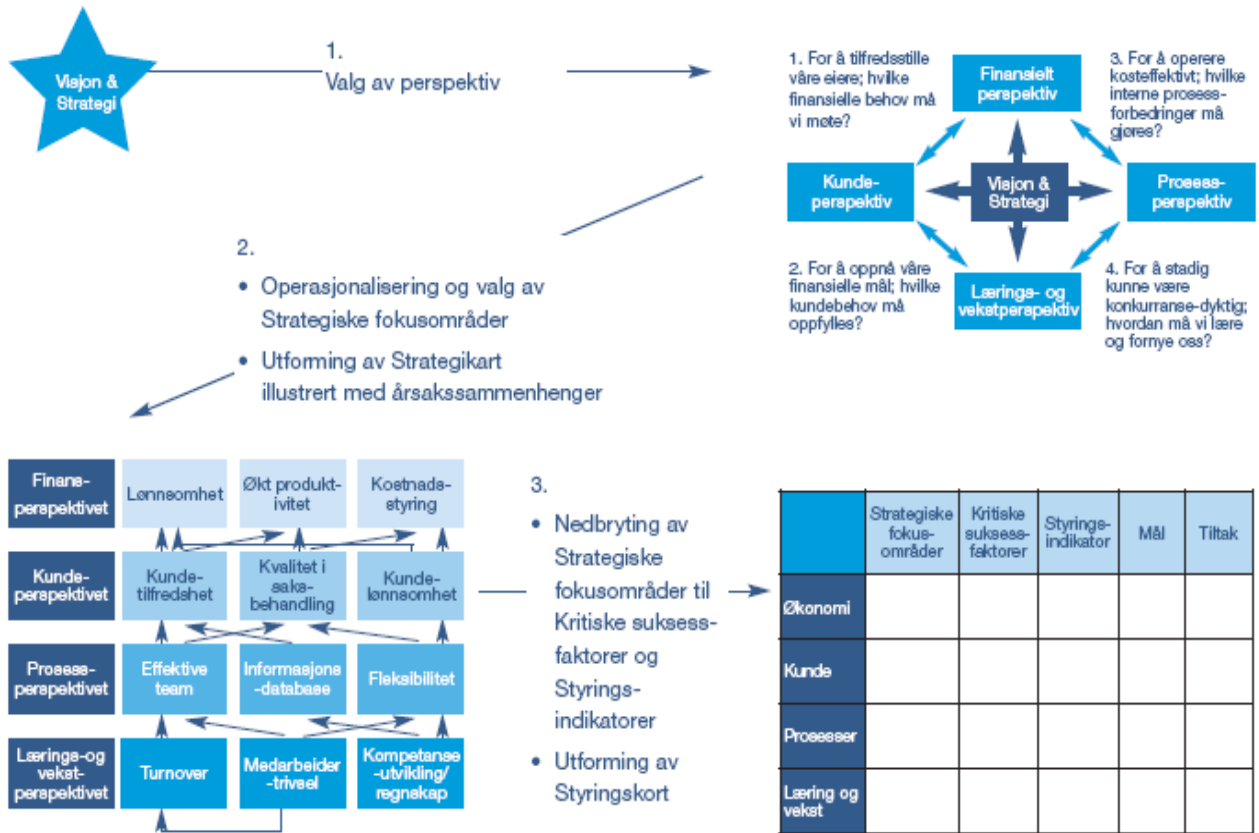 Visjon &
Strategi
1.
Valg av perspektiv
1. For å tilfredsstille
våre eiere; hvilke
finansielle behov må
vi møte?
Finansielt
perspektiv
3. For å operere
kosteffektivt; hvilke
interne prosess-
forbedringer må
gjøres?
Kunde-
perspektiv
Visjon &
Strategi
Prosess-
perspektiv
2. For å oppnå våre
finansielle mål; hvilke
kundebehov må
oppfylles?
Lærings- og
vekstperspektiv
4. For å stadig
kunne være
konkurranse-dyktig;
hvordan må vi lære
og fornye oss?
2.
• Operasjonalisering og valg av
Strategiske fokusområder
• Utforming av Strategikart
illustrert med årsakssammenhenger
Finans-
perspektivet
Lønnsomhet
Økt produkt-
ivitet
Kostnads-
styring
Kunde-
perspektivet
Kunde-
tilfredshet
Kvalitet i
saks-
behandling
Kunde-
lønnsomhet
Prosess-
perspektivet
Effektive
team
Informasjons
-database
Fleksibilitet
Lærings-og
vekst-
perspektivet
Turnover
Medarbeider
-trivsel
Kompetanse
-utvikling/
regnskap
3.
• Nedbryting av
Strategiske
fokusområder til
Kritiske suksess-
faktorer og
Styrings-
indikatorer
• Utforming av
Styringskort
Strategiske
fokus-
områder
Kritiske
suksess-
faktorer
Styrings-
indikator
Mål
Tiltak
Økonomi
Kunde
Prosesser
Læring og
vekst